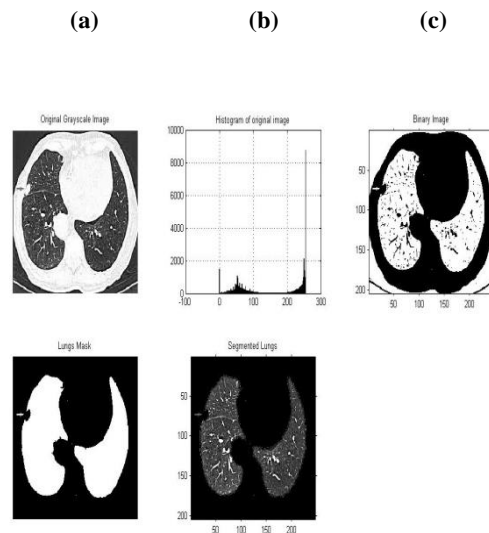 (a) (b) (c)
Original Grayscale Image
Histogram of original image
Binary Image
10000
8000
6000
4000
2000
0
-100 0 100 200 300
50
100
150
200
50 100 150 200
Lungs Mask
Segmented Lungs
50
100
150
200
50 100 150 200